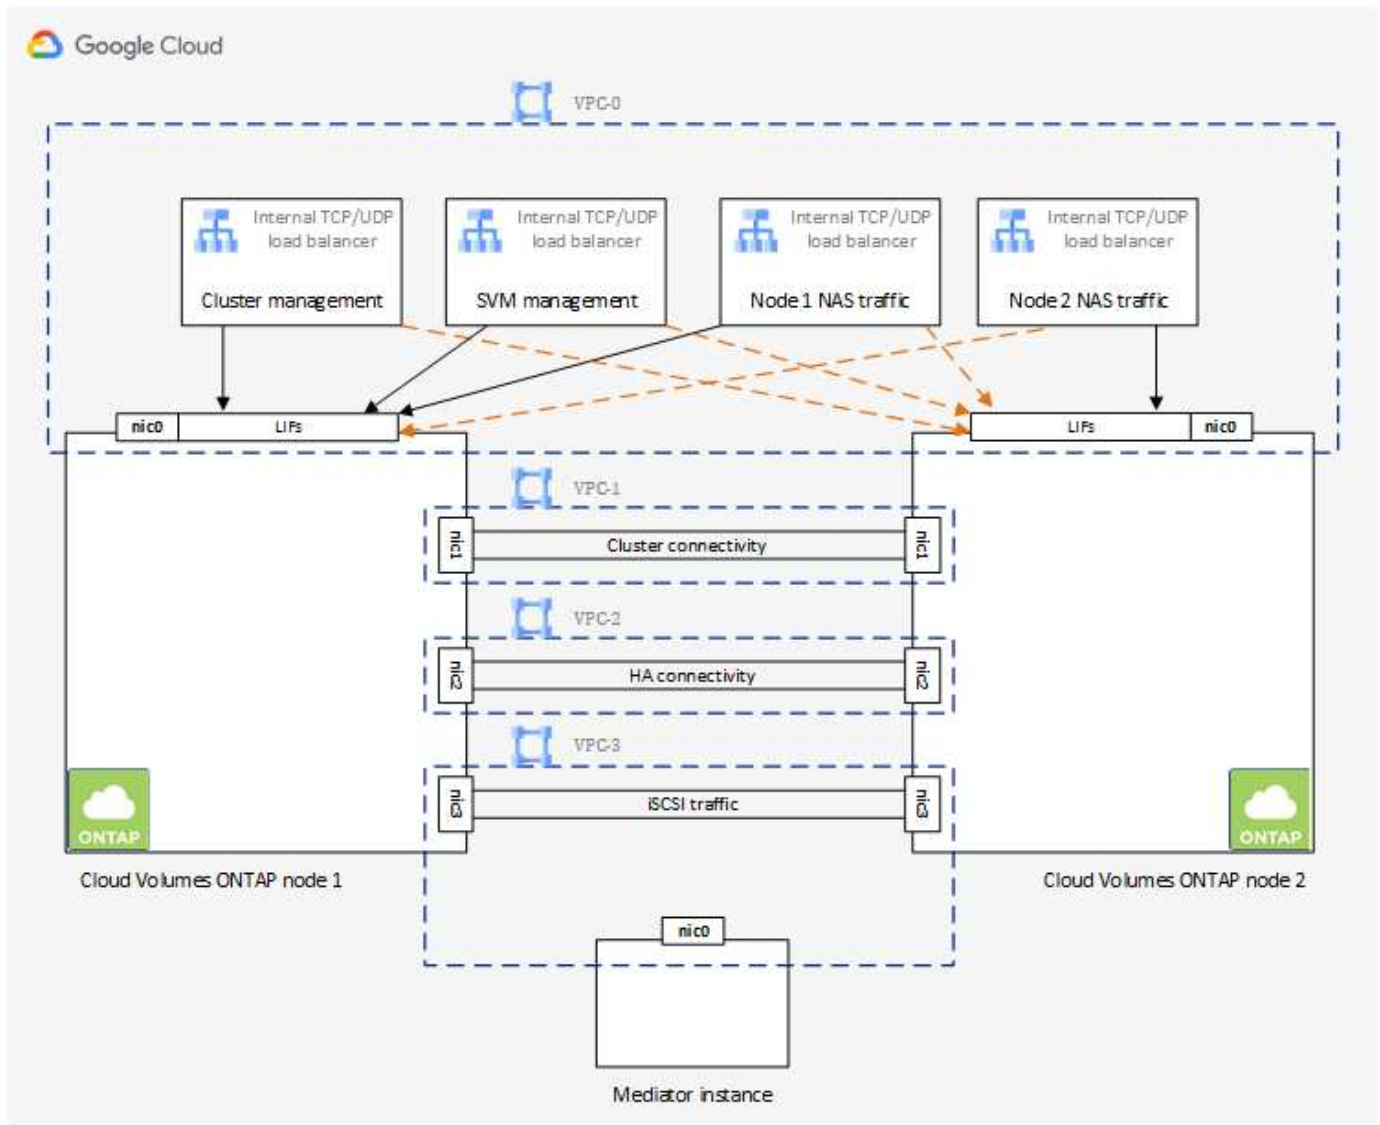 Google Cloud
VPC-0
Internal TCP/UDP
load balancer
Cluster management
Internal TCP/UDP
load balancer
SVM management
Internal TCP/UDP
load balancer
Node 1 NAS traffic
Internal TCP/UDP
load balancer
Node 2 NAS traffic
nic0
LIFs
LIFs
nic0
VPC-1
nic1
Cluster connectivity
nic1
VPC-2
nic2
HA connectivity
nic2
VPC-3
nic3
iSCSI traffic
nic3
ONTAP
ONTAP
Cloud Volumes ONTAP node 1
Cloud Volumes ONTAP node 2
nic0
Mediator instance